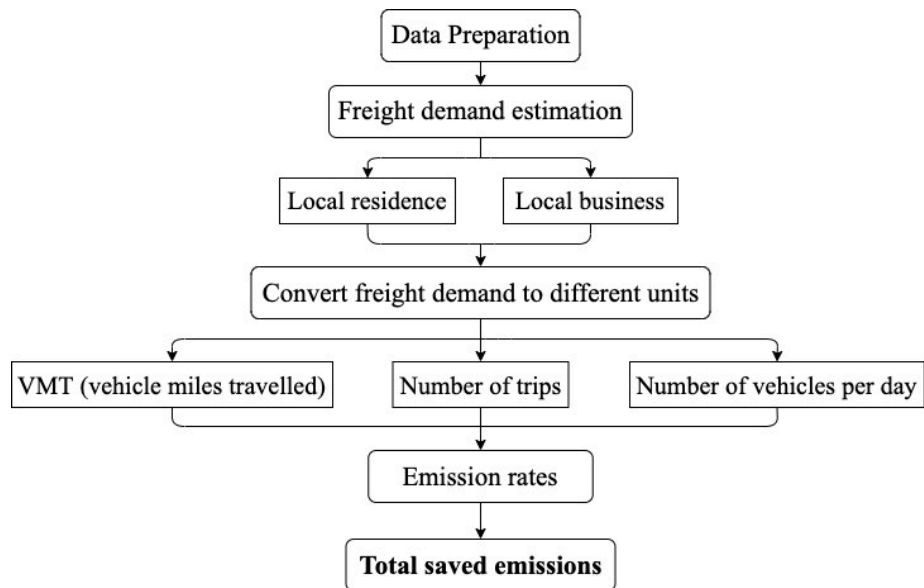 Data Preparation
Freight demand estimation
Local residence
Local business
Convert freight demand to different units
VMT (vehicle miles travelled)
Number of trips
Number of vehicles per day
Emission rates
Total saved emissions